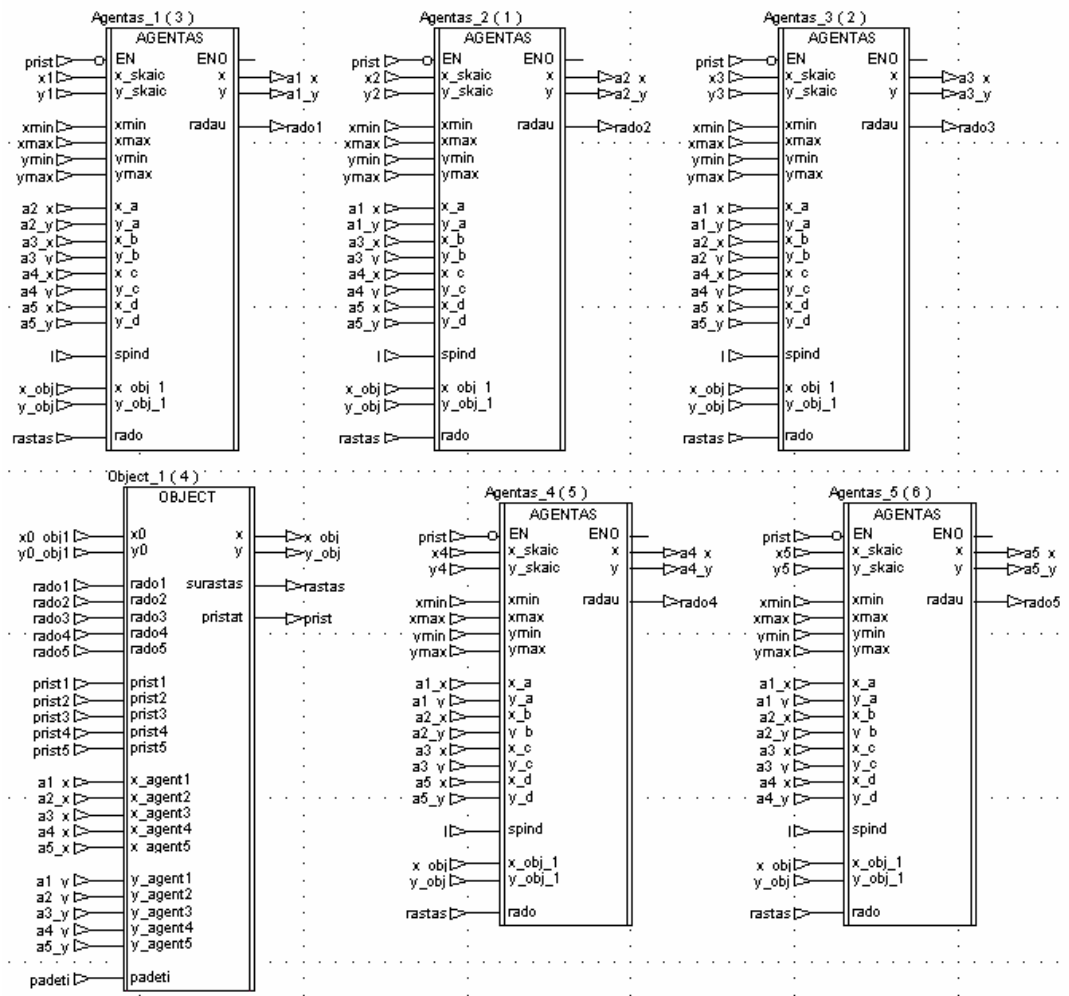 Agentas_1 ( 3 )
AGENTAS
prist EN ENO
x1 x_skaic x a1_x
y1 y_skaic y a1_y
xmin xmin radau rado1
xmax xmax
ymin ymin
ymax ymax
a2_x x_a
a2_y y_a
a3_x x_b
a3_y y_b
a4_x x_c
a4_y y_c
a5_x x_d
a5_y y_d
l spind
x_obj x_obj_1
y_obj y_obj_1
rastas rado
Agentas_2 ( 1 )
AGENTAS
prist EN ENO
x2 x_skaic x a2_x
y2 y_skaic y a2_y
xmin xmin radau rado2
xmax xmax
ymin ymin
ymax ymax
a1_x x_a
a1_y y_a
a3_x x_b
a3_y y_b
a4_x x_c
a4_y y_c
a5_x x_d
a5_y y_d
l spind
x_obj x_obj_1
y_obj y_obj_1
rastas rado
Agentas_3 ( 2 )
AGENTAS
prist EN ENO
x3 x_skaic x a3_x
y3 y_skaic y a3_y
xmin xmin radau rado3
xmax xmax
ymin ymin
ymax ymax
a1_x x_a
a1_y y_a
a2_x x_b
a2_y y_b
a4_x x_c
a4_y y_c
a5_x x_d
a5_y y_d
l spind
x_obj x_obj_1
y_obj y_obj_1
rastas rado
Object_1 ( 4 )
OBJECT
x0_obj1 x0 x x_obj
y0_obj1 y0 y y_obj
rado1 rado1 surastas rastas
rado2 rado2
rado3 rado3 pristat prist
rado4 rado4
rado5 rado5
prist1 prist1
prist2 prist2
prist3 prist3
prist4 prist4
prist5 prist5
a1_x x_agent1
a2_x x_agent2
a3_x x_agent3
a4_x x_agent4
a5_x x_agent5
a1_y y_agent1
a2_y y_agent2
a3_y y_agent3
a4_y y_agent4
a5_y y_agent5
padeti padeti
Agentas_4 ( 5 )
AGENTAS
prist EN ENO
x4 x_skaic x a4_x
y4 y_skaic y a4_y
xmin xmin radau rado4
xmax xmax
ymin ymin
ymax ymax
a1_x x_a
a1_y y_a
a2_x x_b
a2_y y_b
a3_x x_c
a3_y y_c
a5_x x_d
a5_y y_d
l spind
x_obj x_obj_1
y_obj y_obj_1
rastas rado
Agentas_5 ( 6 )
AGENTAS
prist EN ENO
x5 x_skaic x a5_x
y5 y_skaic y a5_y
xmin xmin radau rado5
xmax xmax
ymin ymin
ymax ymax
a1_x x_a
a1_y y_a
a2_x x_b
a2_y y_b
a3_x x_c
a3_y y_c
a4_x x_d
a4_y y_d
l spind
x_obj x_obj_1
y_obj y_obj_1
rastas rado